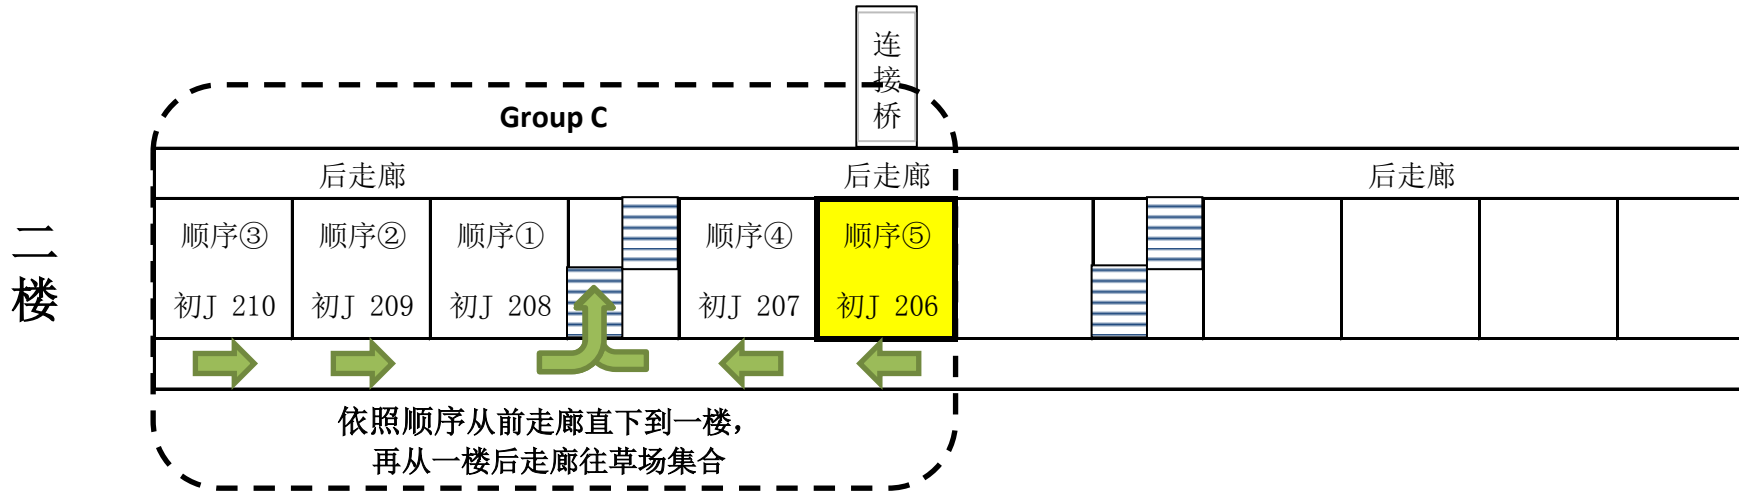 连接桥
Group C
后走廊 后走廊 后走廊
二楼
顺序③ 顺序② 顺序① 顺序④ 顺序⑤
初J 210 初J 209 初J 208 初J 207 初J 206
依照顺序从前走廊直下到一楼，
再从一楼后走廊往草场集合